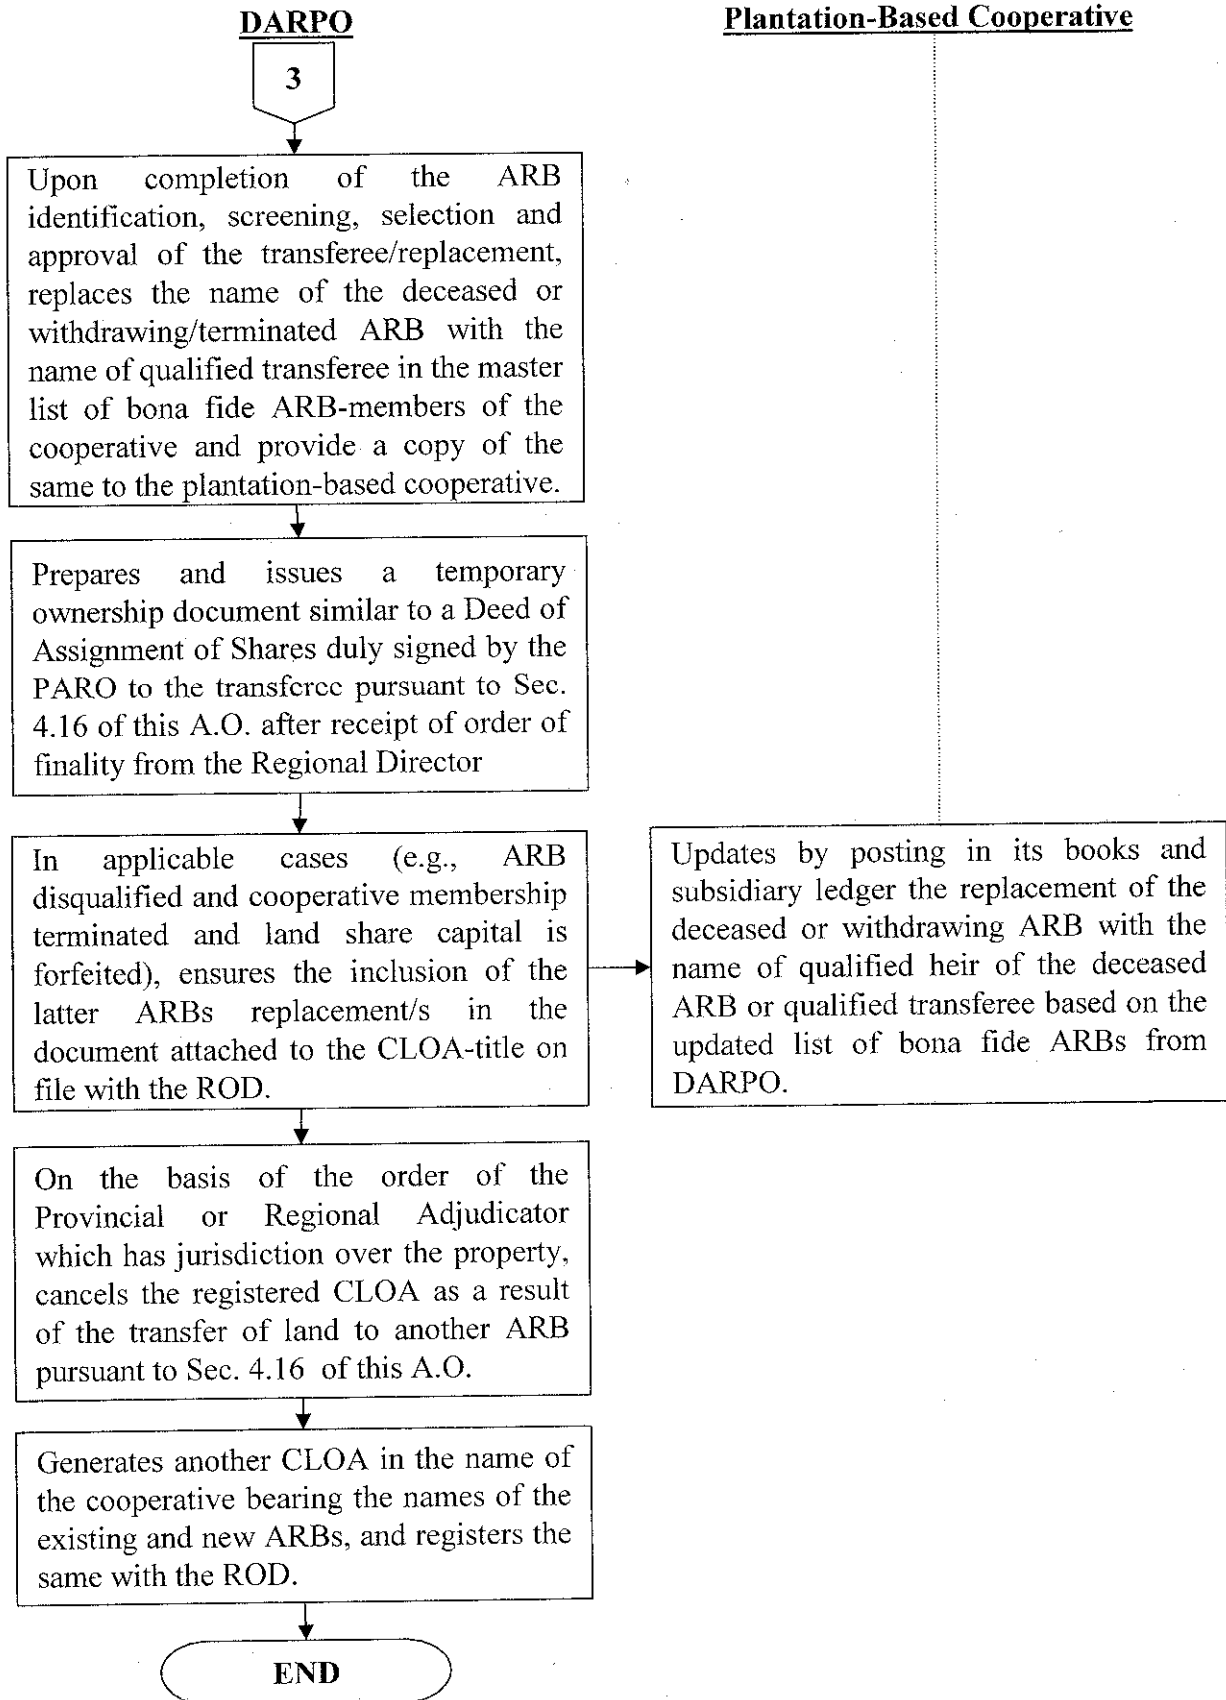 DARPO
Plantation-Based Cooperative
3
Upon completion of the ARB
identification, screening, selection and
approval of the transferee/replacement,
replaces the name of the deceased or
withdrawing/terminated ARB with the
name of qualified transferee in the master
list of bona fide ARB-members of the
cooperative and provide a copy of the
same to the plantation-based cooperative.
Prepares and issues a temporary
ownership document similar to a Deed of
Assignment of Shares duly signed by the
PARO to the transferee pursuant to Sec.
4.16 of this A.O. after receipt of order of
finality from the Regional Director
In applicable cases (e.g., ARB
disqualified and cooperative membership
terminated and land share capital is
forfeited), ensures the inclusion of the
latter ARBs replacement/s in the
document attached to the CLOA-title on
file with the ROD.
Updates by posting in its books and
subsidiary ledger the replacement of the
deceased or withdrawing ARB with the
name of qualified heir of the deceased
ARB or qualified transferee based on the
updated list of bona fide ARBs from
DARPO.
On the basis of the order of the
Provincial or Regional Adjudicator
which has jurisdiction over the property,
cancels the registered CLOA as a result
of the transfer of land to another ARB
pursuant to Sec. 4.16 of this A.O.
Generates another CLOA in the name of
the cooperative bearing the names of the
existing and new ARBs, and registers the
same with the ROD.
END